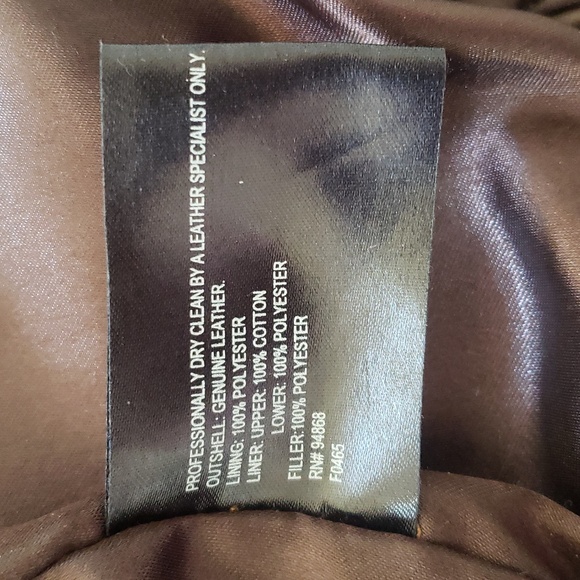 PROFESSIONALLY DRY CLEAN BY A LEATHER SPECIALIST ONLY.
OUTSHELL: GENUINE LEATHER.
LINING: 100% POLYESTER
LINER: UPPER: 100% COTTON
LOWER: 100% POLYESTER
FILLER:100% POLYESTER
RN# 94868
F0465